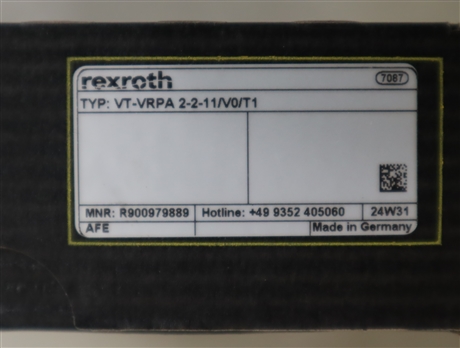 rexroth 7087
TYP: VT-VRPA 2-2-11/V0/T1
MNR: R900979889 Hotline: +49 9352 405060 24W31
AFE Made in Germany